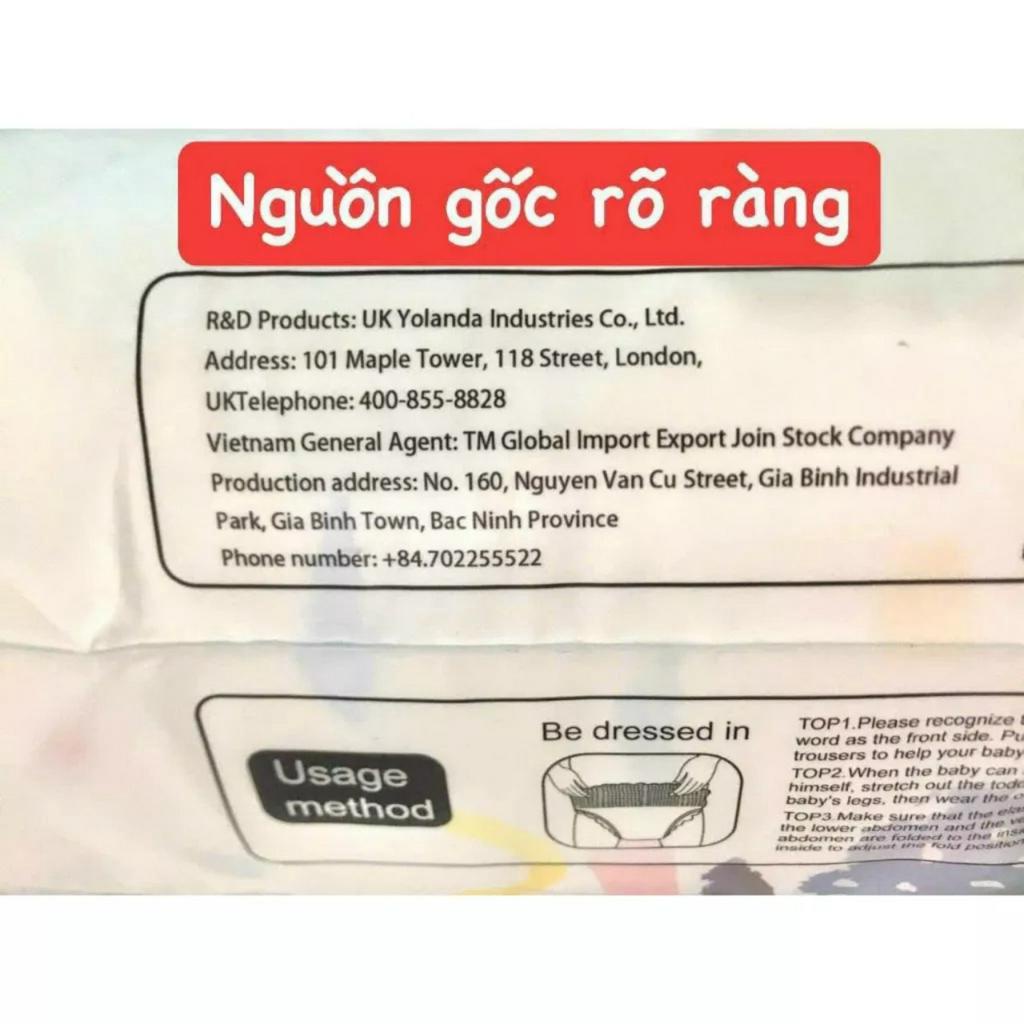 Nguồn gốc rõ ràng
R&D Products: UK Yolanda Industries Co., Ltd.
Address: 101 Maple Tower, 118 Street, London,
UKTelephone: 400-855-8828
Vietnam General Agent: TM Global Import Export Join Stock Company
Production address: No. 160, Nguyen Van Cu Street, Gia Binh Industrial
Park, Gia Binh Town, Bac Ninh Province
Phone number: +84.702255522
Usage
method
Be dressed in
TOP1.Please recognize
word as the front side.
trousers to help your baby
TOP2.When the baby can
himself, stretch out the
baby's legs, then wear the
TOP3.Make sure that the
the lower abdomen and the
abdomen are folded to the
inside to adjust the fold position